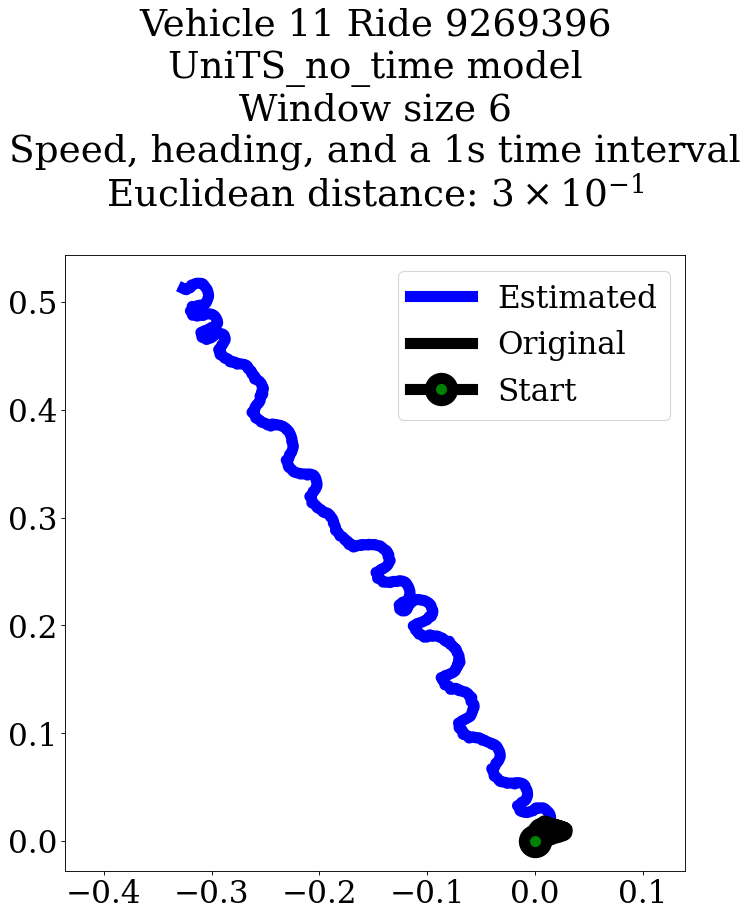 Vehicle 11 Ride 9269396
UniTS_no_time model
Window size 6
Speed, heading, and a 1s time interval
Euclidean distance: 3 × 10⁻¹
Estimated
Original
Start
0.5
0.4
0.3
0.2
0.1
0.0
−0.4 −0.3 −0.2 −0.1 0.0 0.1